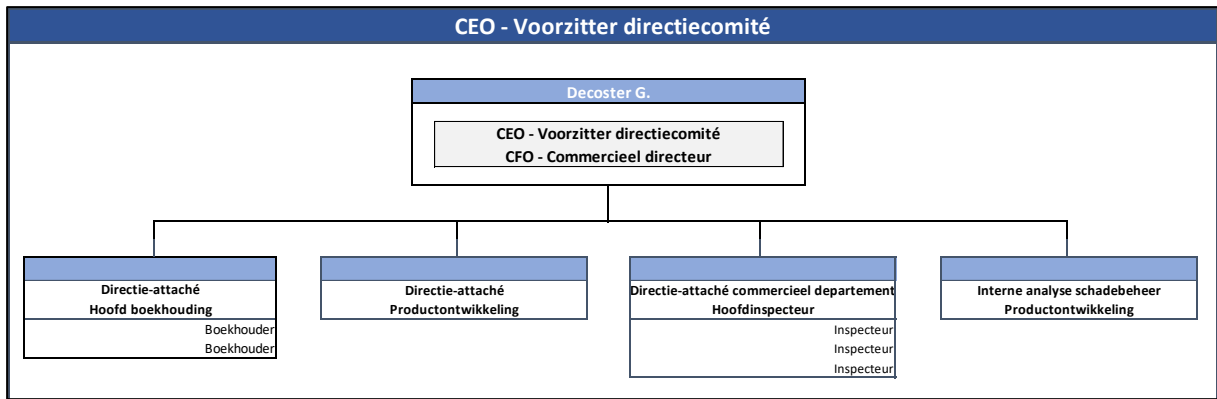 CEO - Voorzitter directiecomité
Decoster G.
CEO - Voorzitter directiecomité
CFO - Commercieel directeur
Directie-attaché
Hoofd boekhouding
Boekhouder
Boekhouder
Directie-attaché
Productontwikkeling
Directie-attaché commercieel departement
Hoofdinspecteur
Inspecteur
Inspecteur
Inspecteur
Interne analyse schadebeheer
Productontwikkeling